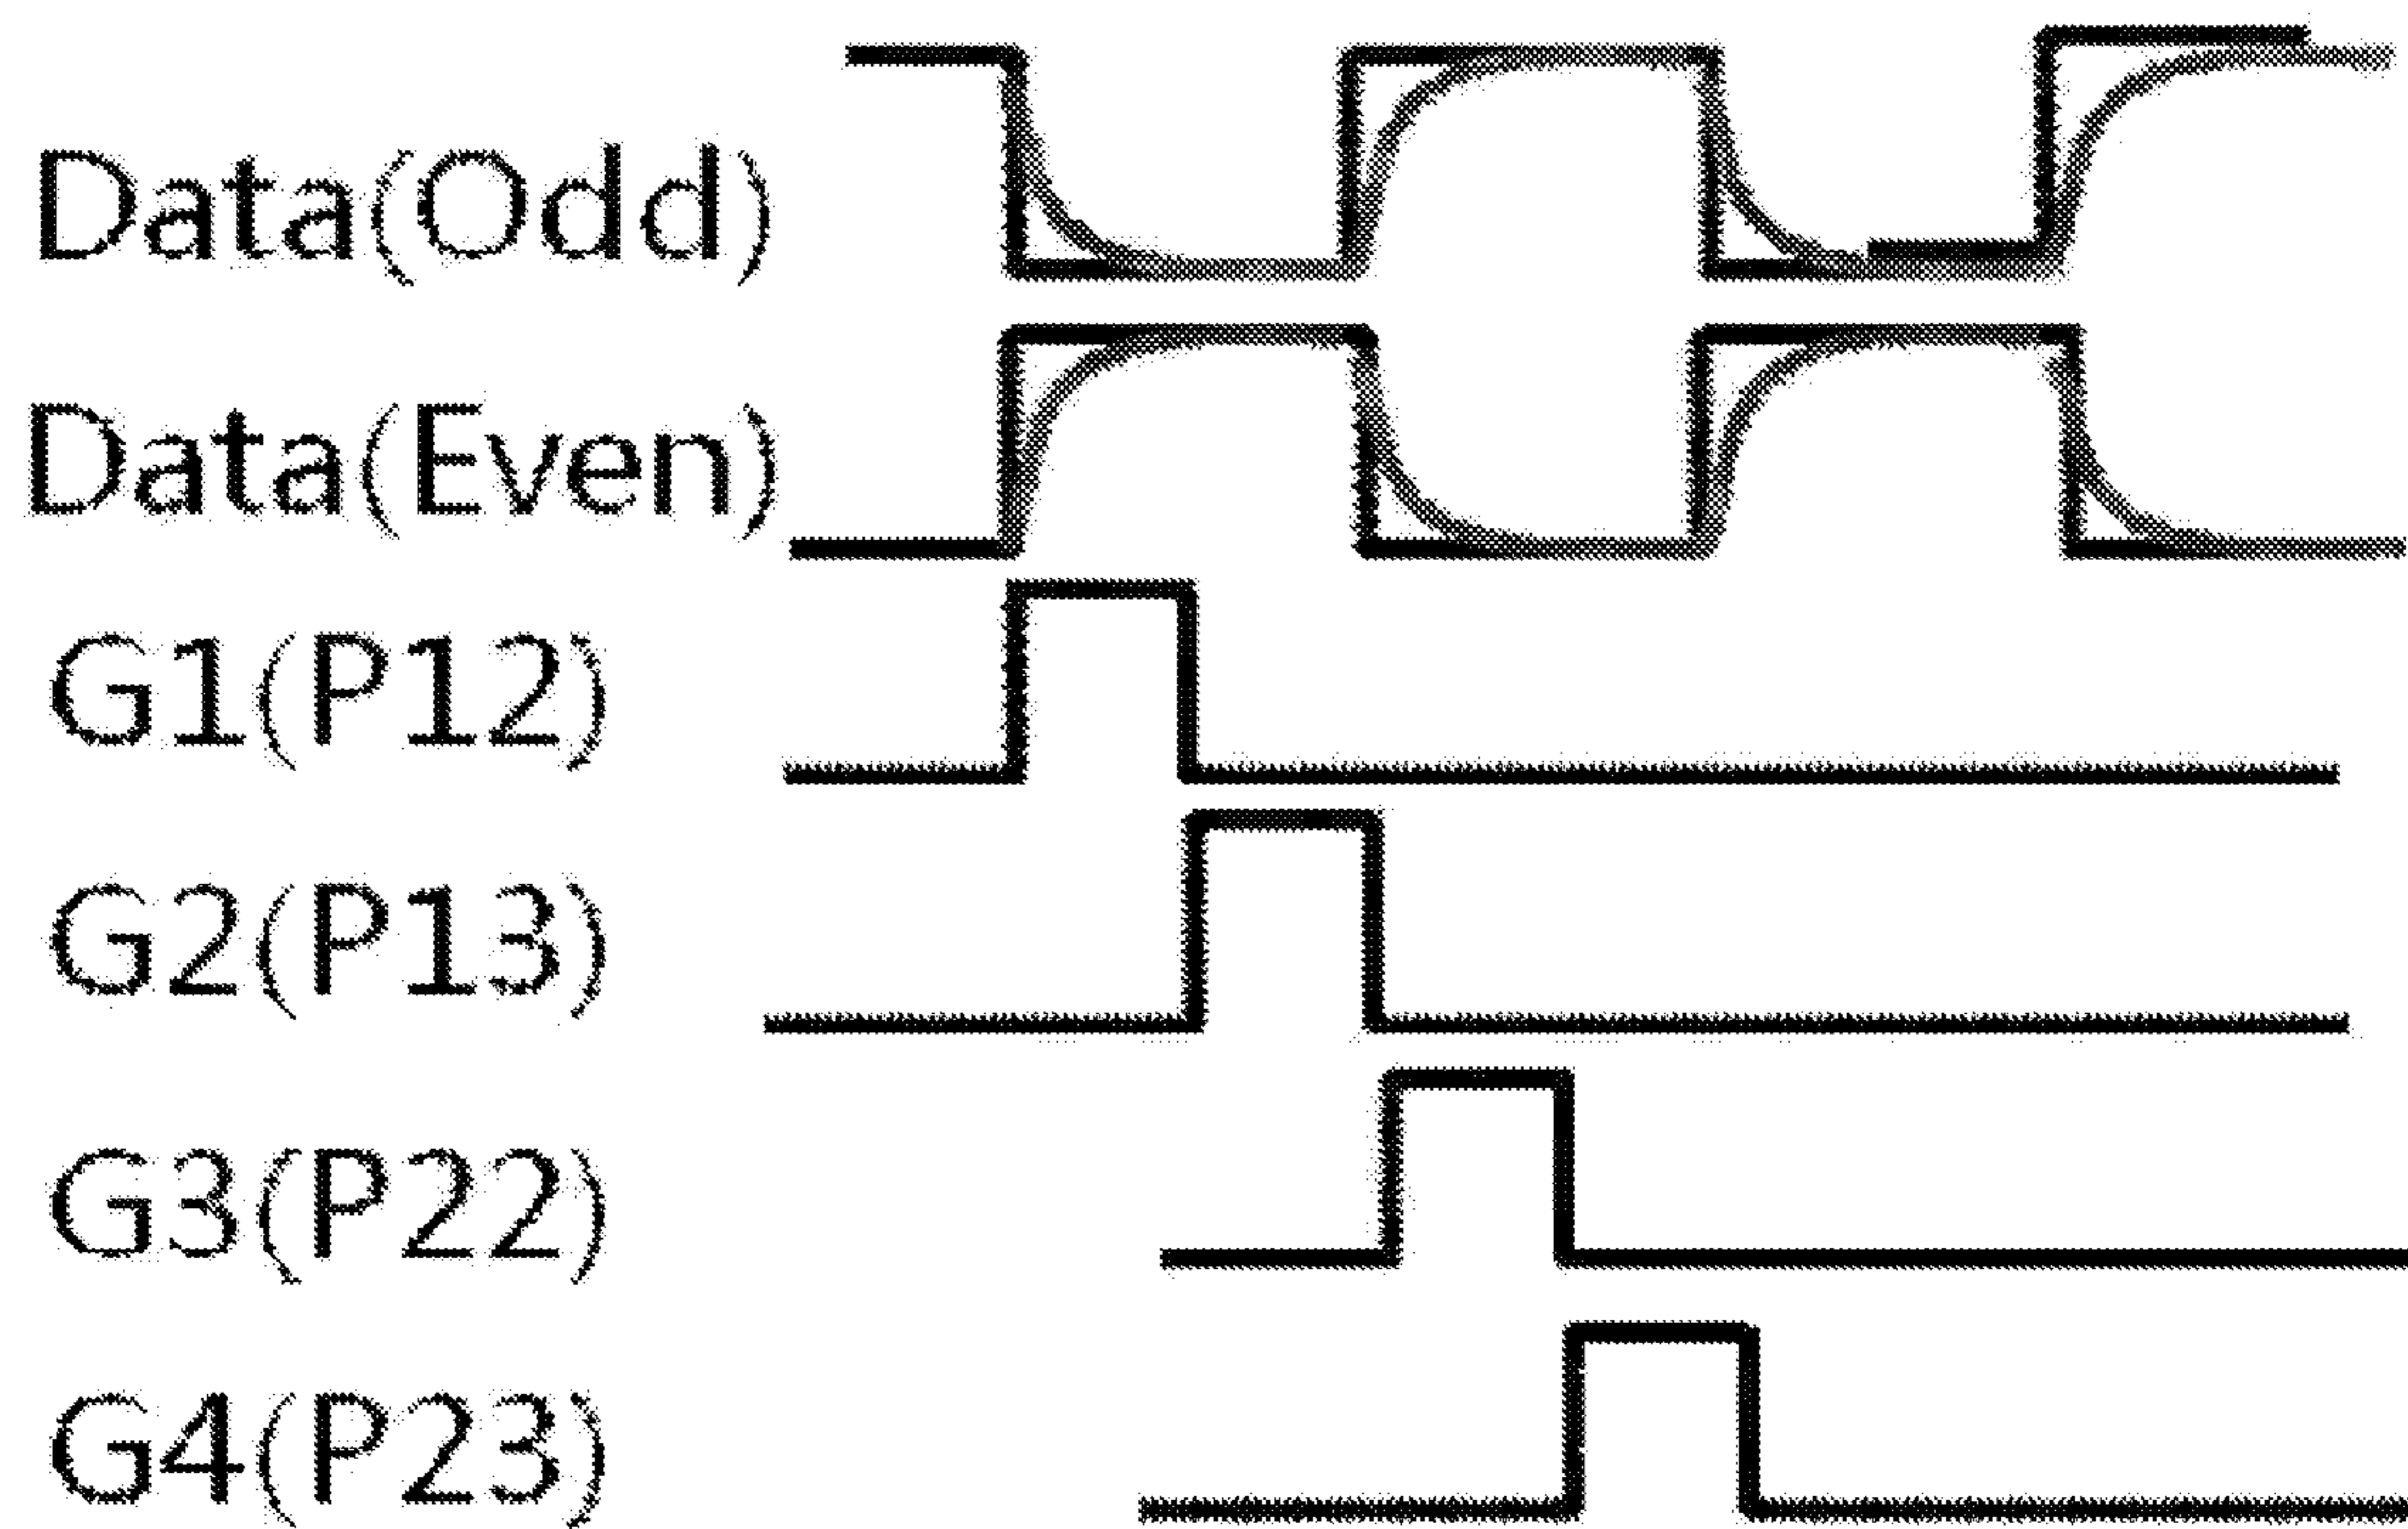 Data(Odd)
Data(Even)
G1(P12)
G2(P13)
G3(P22)
G4(P23)